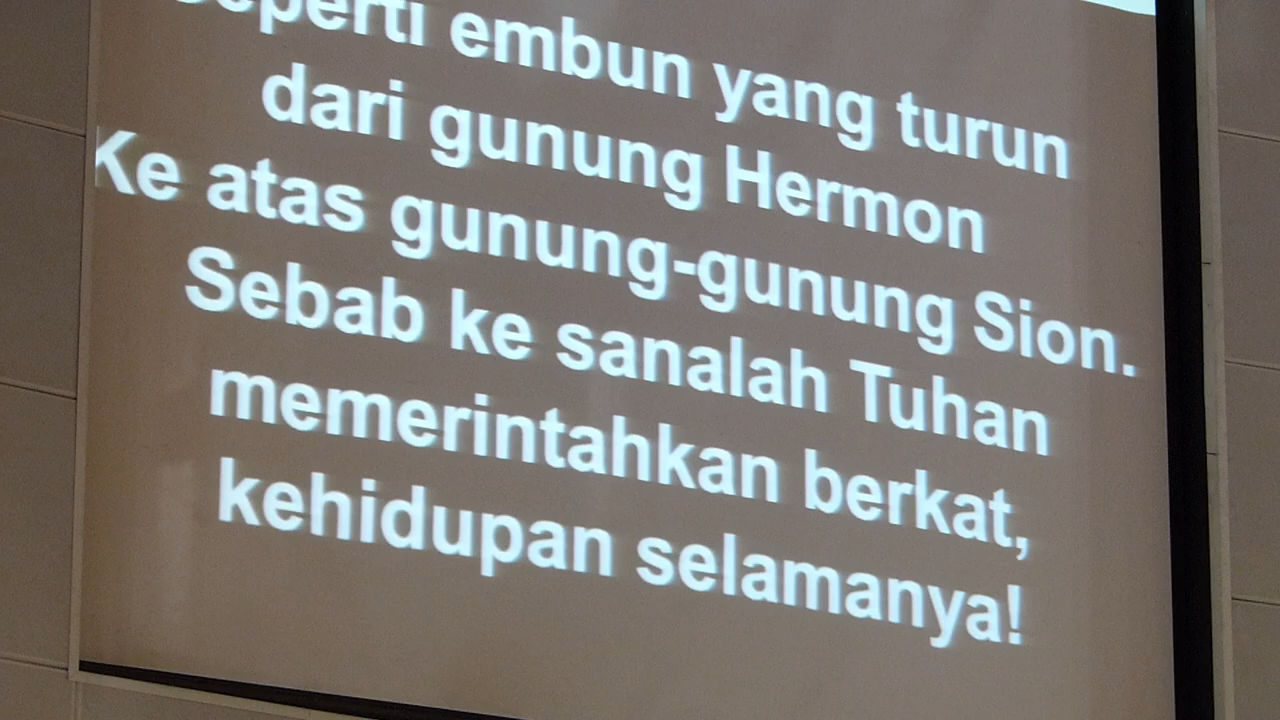 Seperti embun yang turun
dari gunung Hermon
Ke atas gunung-gunung Sion.
Sebab ke sanalah Tuhan
memerintahkan berkat,
kehidupan selamanya!